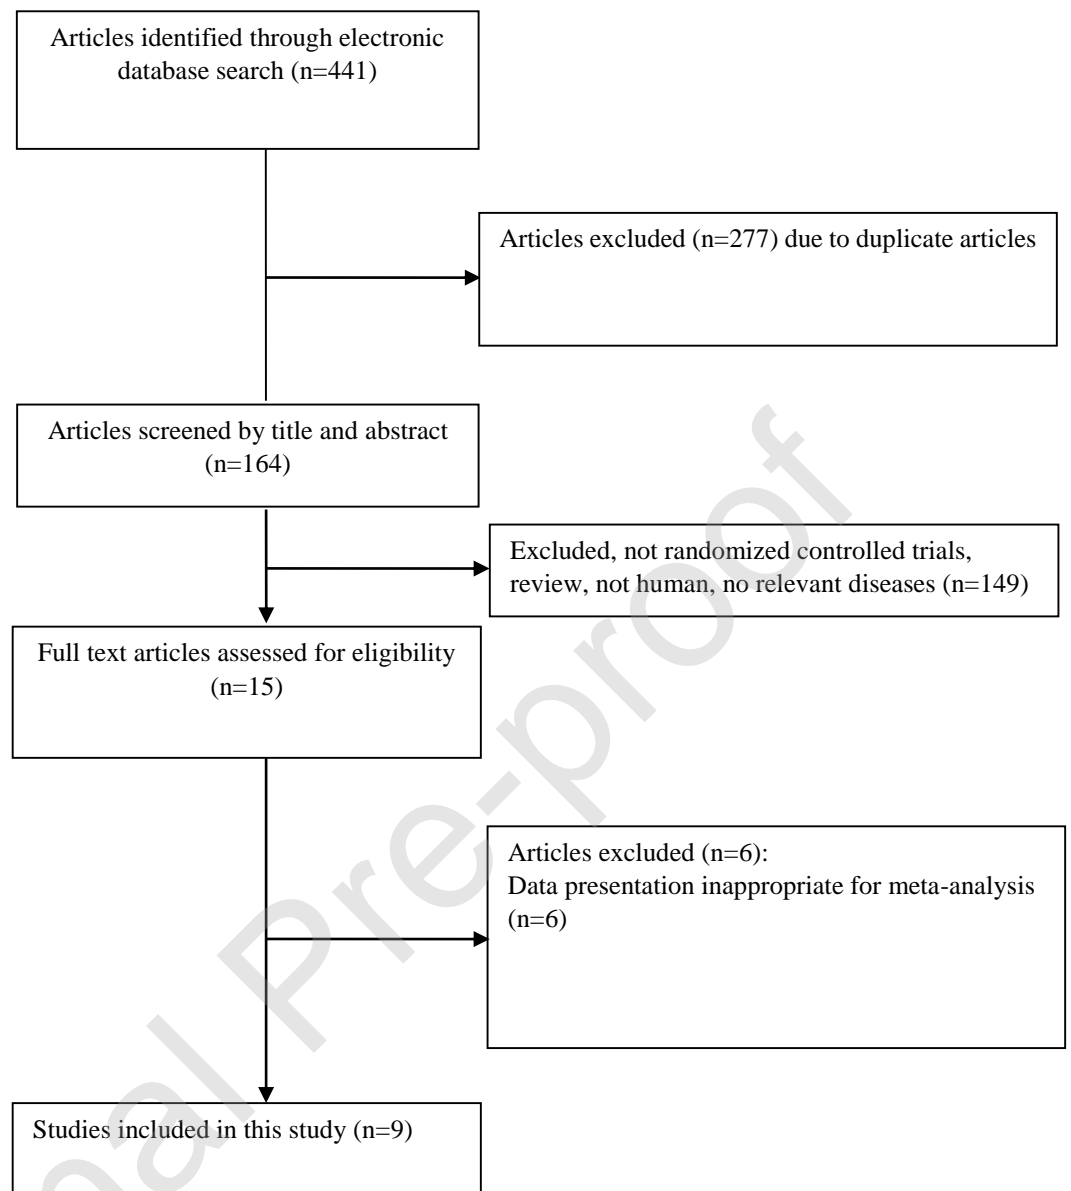 Articles identified through electronic
database search (n=441)
Articles excluded (n=277) due to duplicate articles
Articles screened by title and abstract
(n=164)
Excluded, not randomized controlled trials,
review, not human, no relevant diseases (n=149)
Full text articles assessed for eligibility
(n=15)
Articles excluded (n=6):
Data presentation inappropriate for meta-analysis
(n=6)
Studies included in this study (n=9)
nal Pre-proof